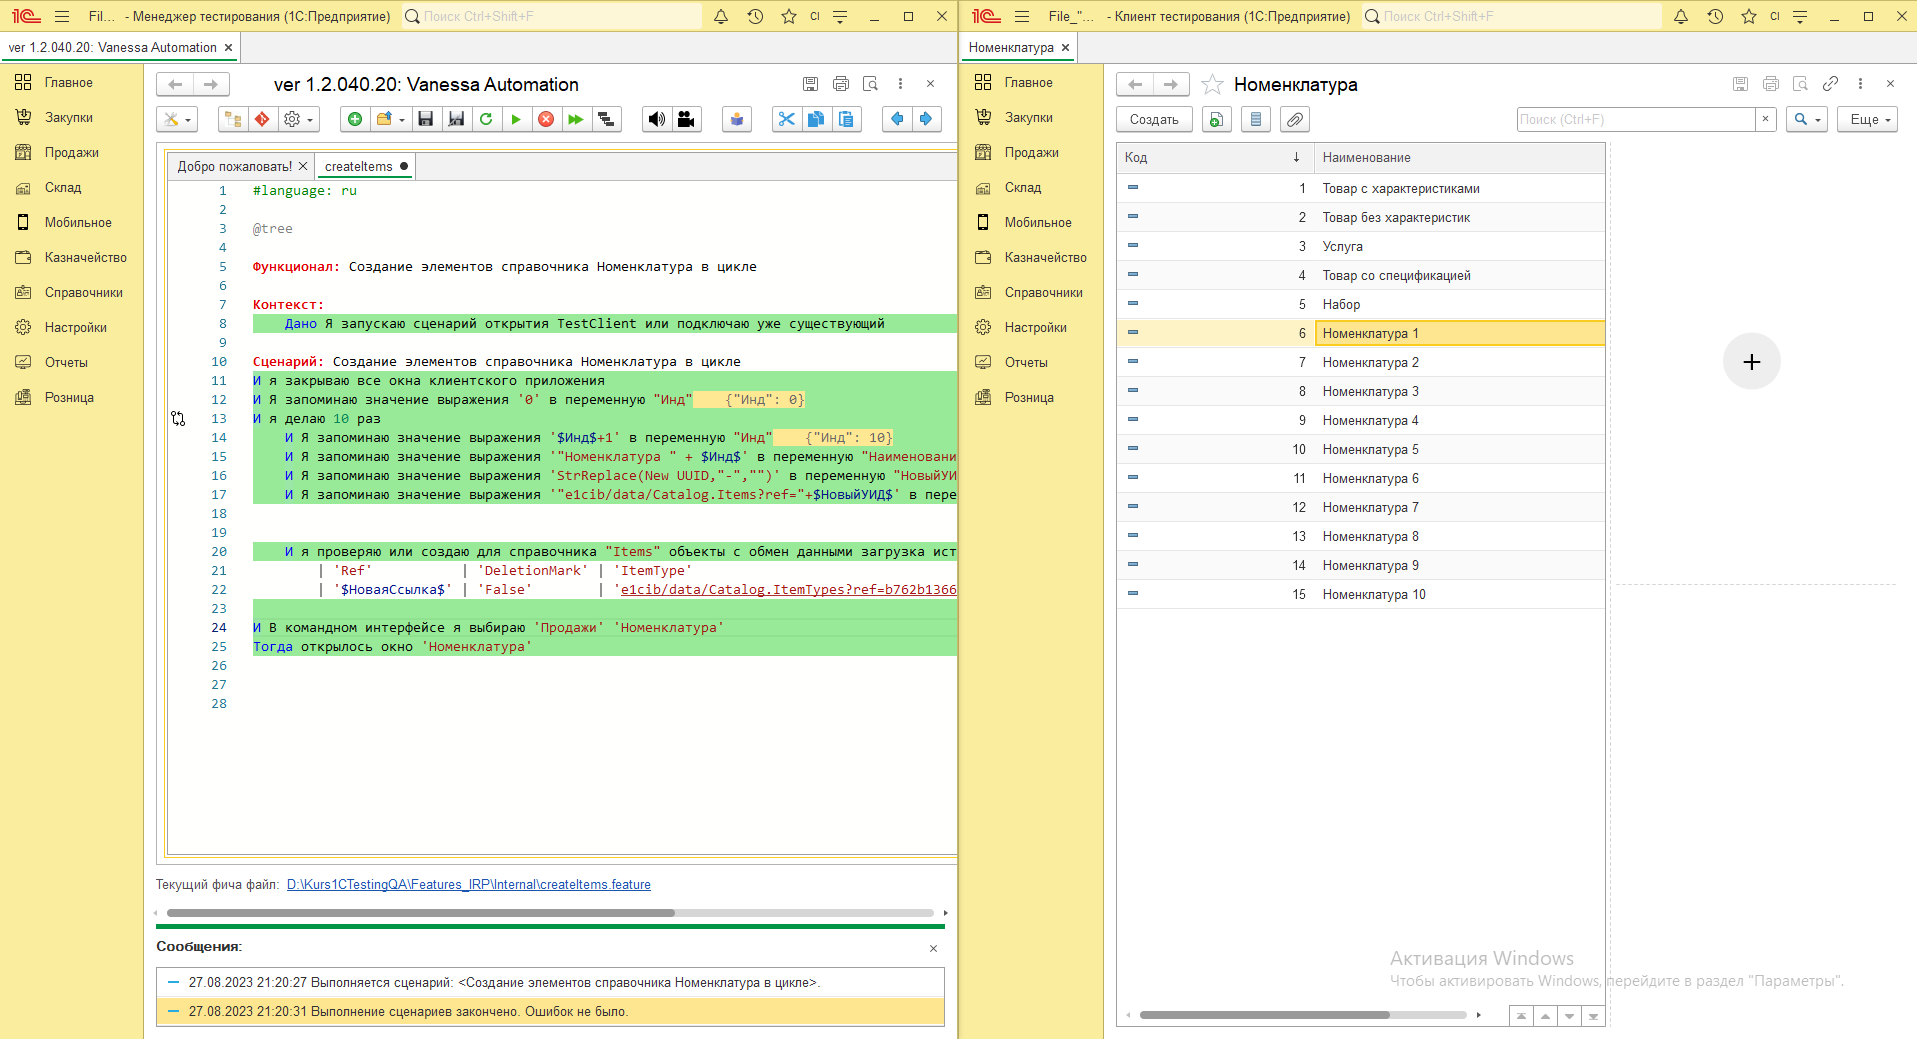 1С Fil... - Менеджер тестирования (1С:Предприятие) Поиск Ctrl+Shift+F CI
ver 1.2.040.20: Vanessa Automation
Главное
Закупки
Продажи
Склад
Мобильное
Казначейство
Справочники
Настройки
Отчеты
Розница
ver 1.2.040.20: Vanessa Automation
Добро пожаловать! createItems
1 #language: ru
2
3 @tree
4
5 Функционал: Создание элементов справочника Номенклатура в цикле
6
7 Контекст:
8 Дано Я запускаю сценарий открытия TestClient или подключаю уже существующий
9
10 Сценарий: Создание элементов справочника Номенклатура в цикле
11 И я закрываю все окна клиентского приложения
12 И Я запоминаю значение выражения '0' в переменную "Инд" {"Инд": 0}
13 И я делаю 10 раз
14 И Я запоминаю значение выражения '$Инд$+1' в переменную "Инд" {"Инд": 10}
15 И Я запоминаю значение выражения '"Номенклатура " + $Инд$' в переменную "Наименовани
16 И Я запоминаю значение выражения 'StrReplace(New UUID,"-","")' в переменную "НовыйУИ
17 И Я запоминаю значение выражения '"e1cib/data/Catalog.Items?ref="+$НовыйУИД$' в пере
18
19
20 И я проверяю или создаю для справочника "Items" объекты с обмен данными загрузка ист
21 | 'Ref' | 'DeletionMark' | 'ItemType'
22 | '$НоваяСсылка$' | 'False' | 'e1cib/data/Catalog.ItemTypes?ref=b762b1366
23
24 И В командном интерфейсе я выбираю 'Продажи' 'Номенклатура'
25 Тогда открылось окно 'Номенклатура'
26
27
28
Текущий фича файл: D:\Kurs1CTestingQA\Features_IRP\Internal\createItems.feature
Сообщения:
27.08.2023 21:20:27 Выполняется сценарий: <Создание элементов справочника Номенклатура в цикле>.
27.08.2023 21:20:31 Выполнение сценариев закончено. Ошибок не было.
1С File_"... - Клиент тестирования (1С:Предприятие) Поиск Ctrl+Shift+F CI
Номенклатура
Главное
Закупки
Продажи
Склад
Мобильное
Казначейство
Справочники
Настройки
Отчеты
Розница
Номенклатура
Создать Поиск (Ctrl+F) Еще
Код Наименование
1 Товар с характеристиками
2 Товар без характеристик
3 Услуга
4 Товар со спецификацией
5 Набор
6 Номенклатура 1
7 Номенклатура 2
8 Номенклатура 3
9 Номенклатура 4
10 Номенклатура 5
11 Номенклатура 6
12 Номенклатура 7
13 Номенклатура 8
14 Номенклатура 9
15 Номенклатура 10
Активация Windows
Чтобы активировать Windows, перейдите в раздел "Параметры".